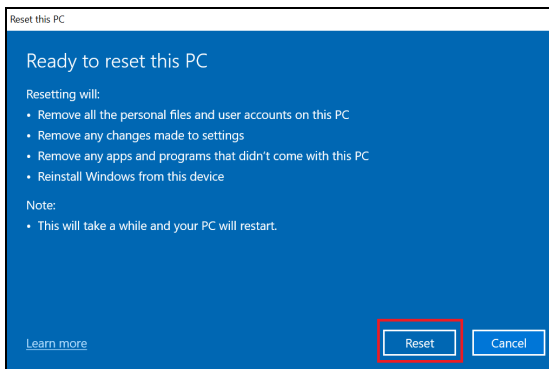 Reset this PC
Ready to reset this PC
Resetting will:
• Remove all the personal files and user accounts on this PC
• Remove any changes made to settings
• Remove any apps and programs that didn't come with this PC
• Reinstall Windows from this device
Note:
• This will take a while and your PC will restart.
Learn more
Reset
Cancel